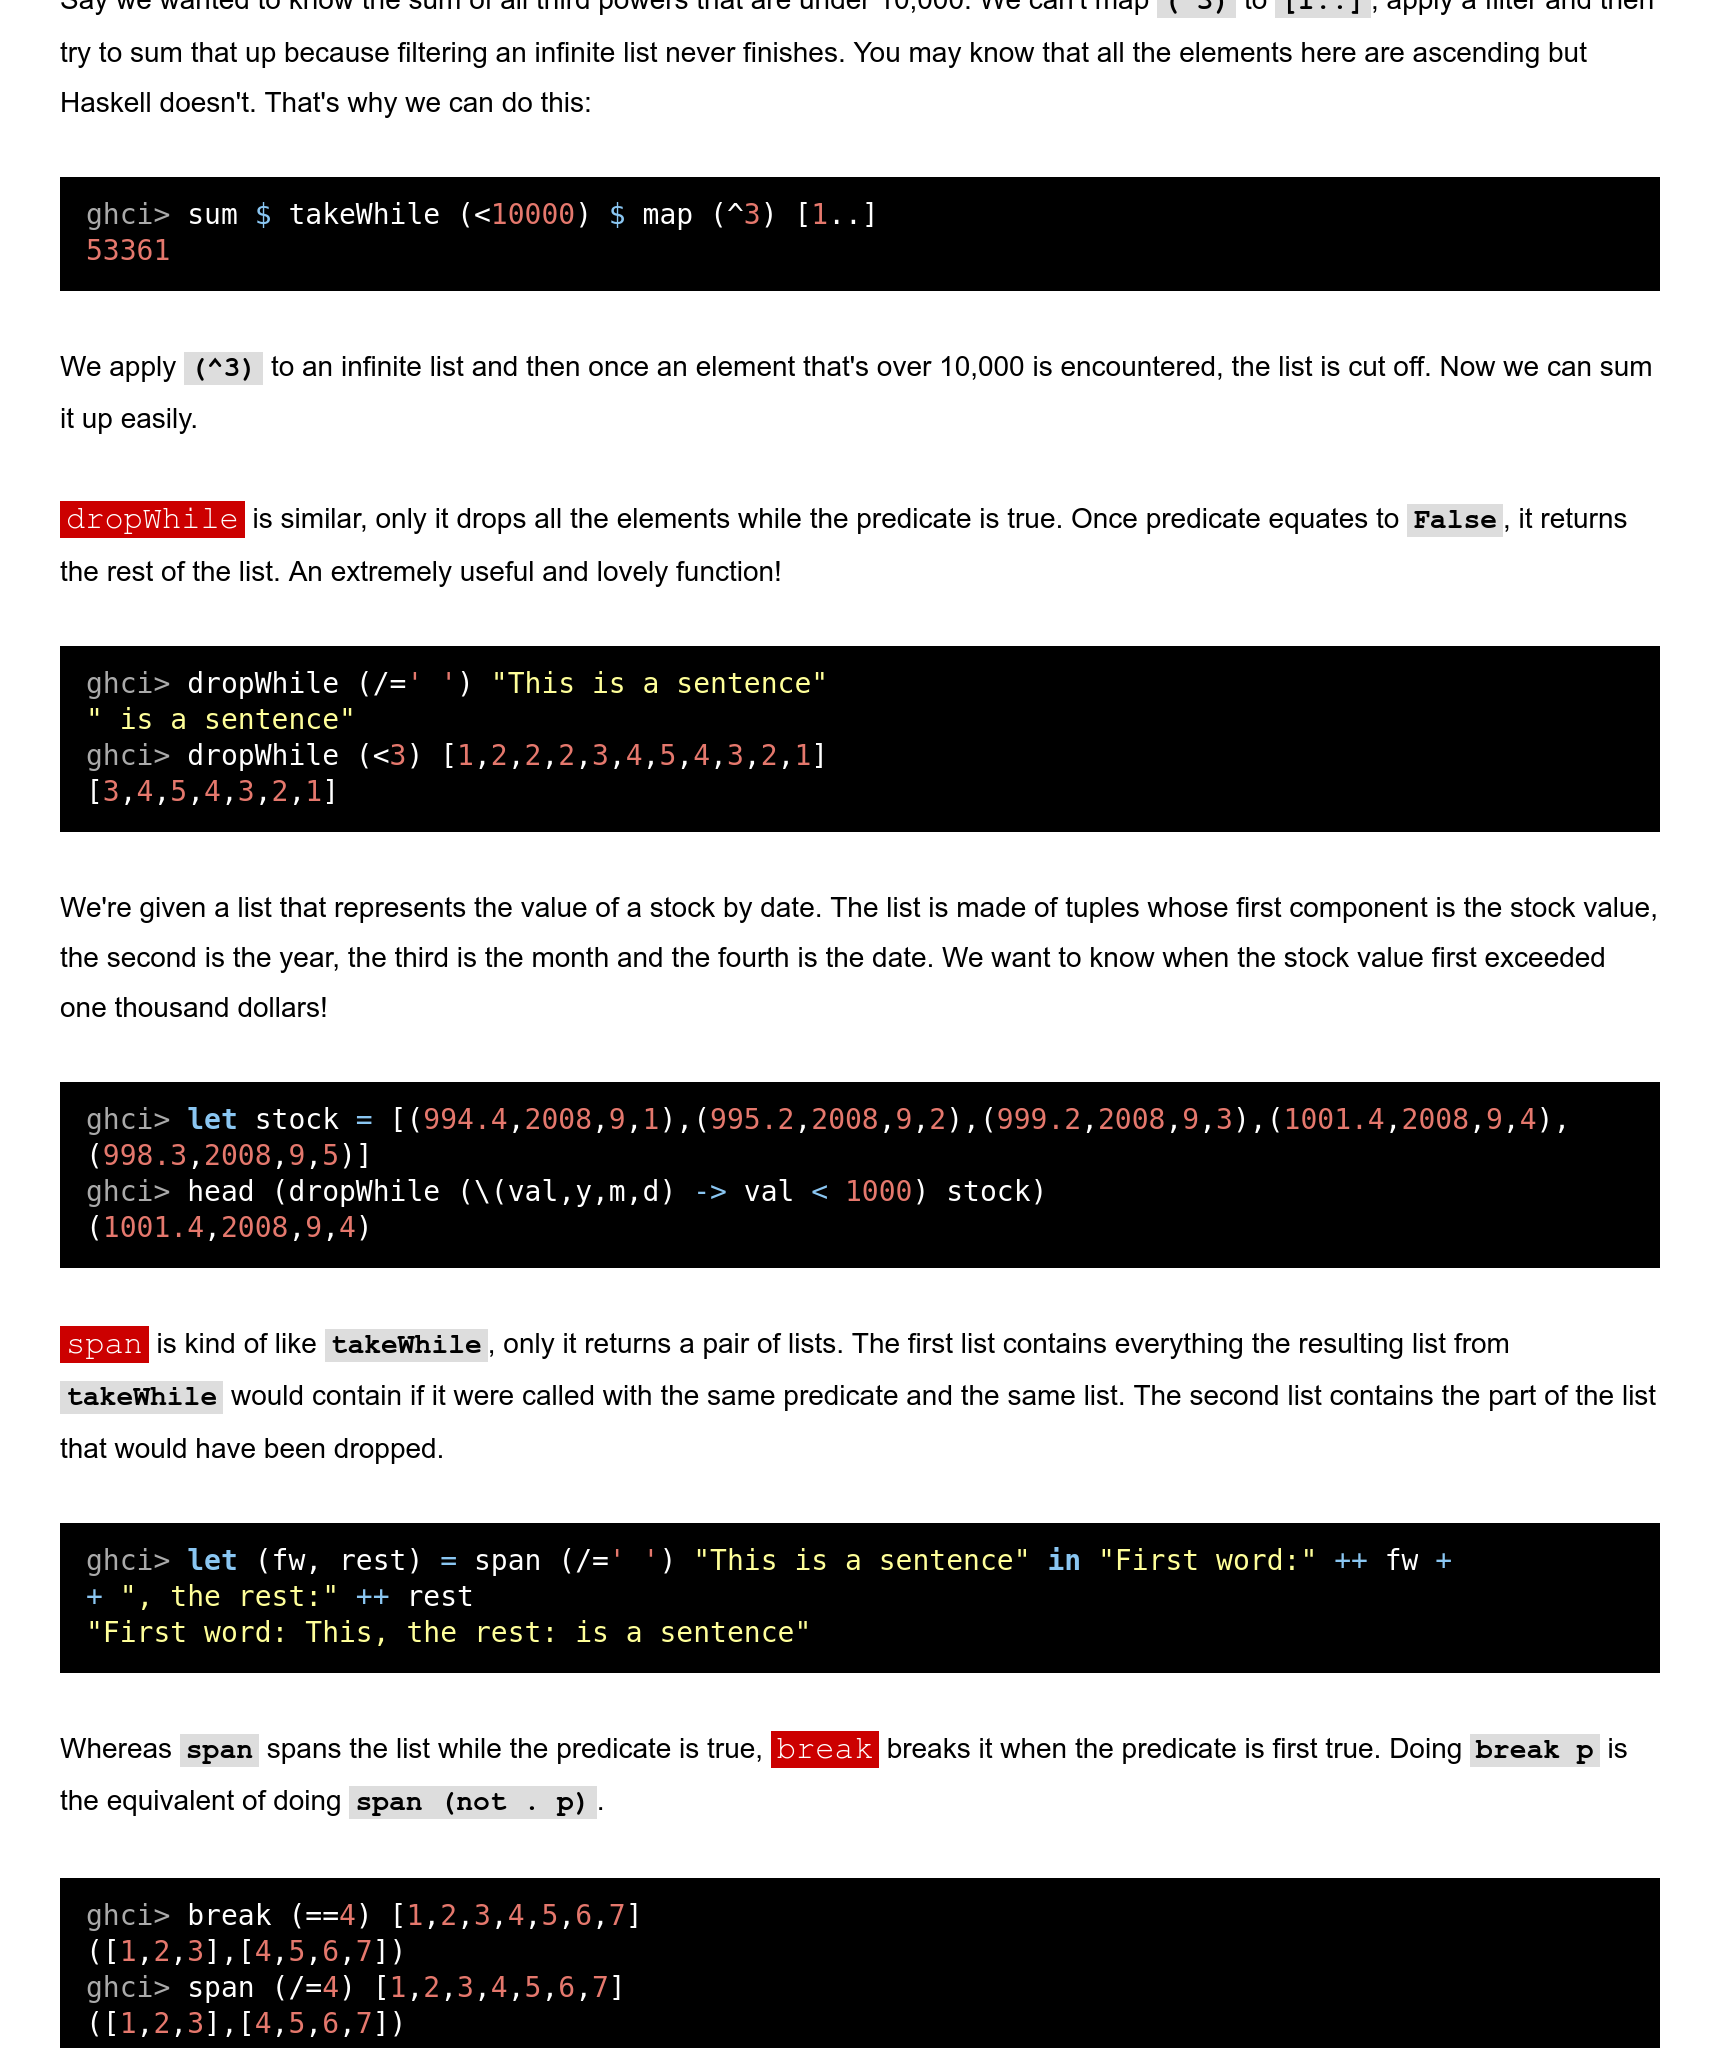 Say we wanted to know the sum of all third powers that are under 10,000. We can't map (^3) to [1..], apply a filter and then
try to sum that up because filtering an infinite list never finishes. You may know that all the elements here are ascending but
Haskell doesn't. That's why we can do this:
ghci> sum $ takeWhile (<10000) $ map (^3) [1..]
53361
We apply (^3) to an infinite list and then once an element that's over 10,000 is encountered, the list is cut off. Now we can sum
it up easily.
dropWhile is similar, only it drops all the elements while the predicate is true. Once predicate equates to False, it returns
the rest of the list. An extremely useful and lovely function!
ghci> dropWhile (/=' ') "This is a sentence"
" is a sentence"
ghci> dropWhile (<3) [1,2,2,2,3,4,5,4,3,2,1]
[3,4,5,4,3,2,1]
We're given a list that represents the value of a stock by date. The list is made of tuples whose first component is the stock value,
the second is the year, the third is the month and the fourth is the date. We want to know when the stock value first exceeded
one thousand dollars!
ghci> let stock = [(994.4,2008,9,1),(995.2,2008,9,2),(999.2,2008,9,3),(1001.4,2008,9,4),
(998.3,2008,9,5)]
ghci> head (dropWhile (\(val,y,m,d) -> val < 1000) stock)
(1001.4,2008,9,4)
span is kind of like takeWhile, only it returns a pair of lists. The first list contains everything the resulting list from
takeWhile would contain if it were called with the same predicate and the same list. The second list contains the part of the list
that would have been dropped.
ghci> let (fw, rest) = span (/=' ') "This is a sentence" in "First word:" ++ fw +
+ ", the rest:" ++ rest
"First word: This, the rest: is a sentence"
Whereas span spans the list while the predicate is true, break breaks it when the predicate is first true. Doing break p is
the equivalent of doing span (not . p).
ghci> break (==4) [1,2,3,4,5,6,7]
([1,2,3],[4,5,6,7])
ghci> span (/=4) [1,2,3,4,5,6,7]
([1,2,3],[4,5,6,7])